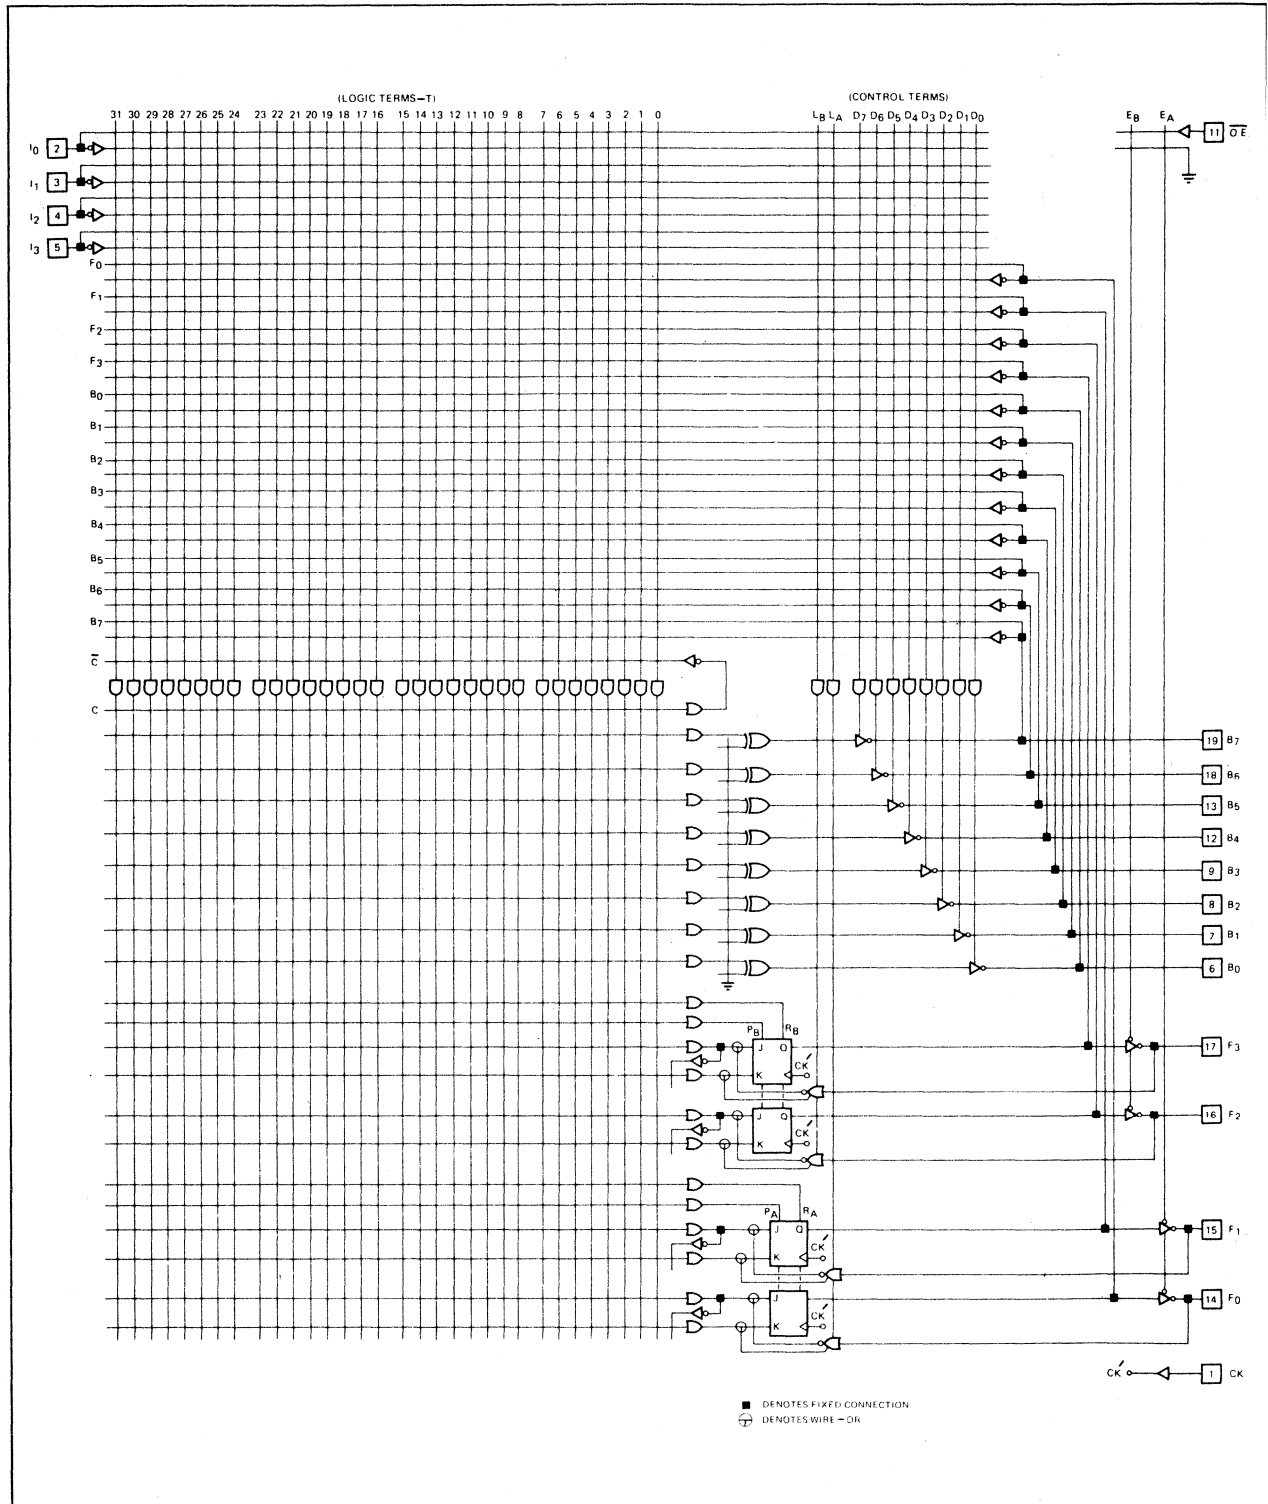 (LOGIC TERMS–T) (CONTROL TERMS)
31 30 29 28 27 26 25 24 23 22 21 20 19 18 17 16 15 14 13 12 11 10 9 8 7 6 5 4 3 2 1 0 LB LA D7 D6 D5 D4 D3 D2 D1 D0 EB EA
11 O̅E̅
I0 2
I1 3
I2 4
I3 5
F0
F1
F2
F3
B0
B1
B2
B3
B4
B5
B6
B7
C̅
C
19 B7
18 B6
13 B5
12 B4
9 B3
8 B2
7 B1
6 B0
PB RB
J Q 17 F3
K CK′
J Q 16 F2
K CK′
PA RA
J Q 15 F1
K CK′
J Q 14 F0
K CK′
CK′ 1 CK
DENOTES FIXED CONNECTION
DENOTES WIRE–OR